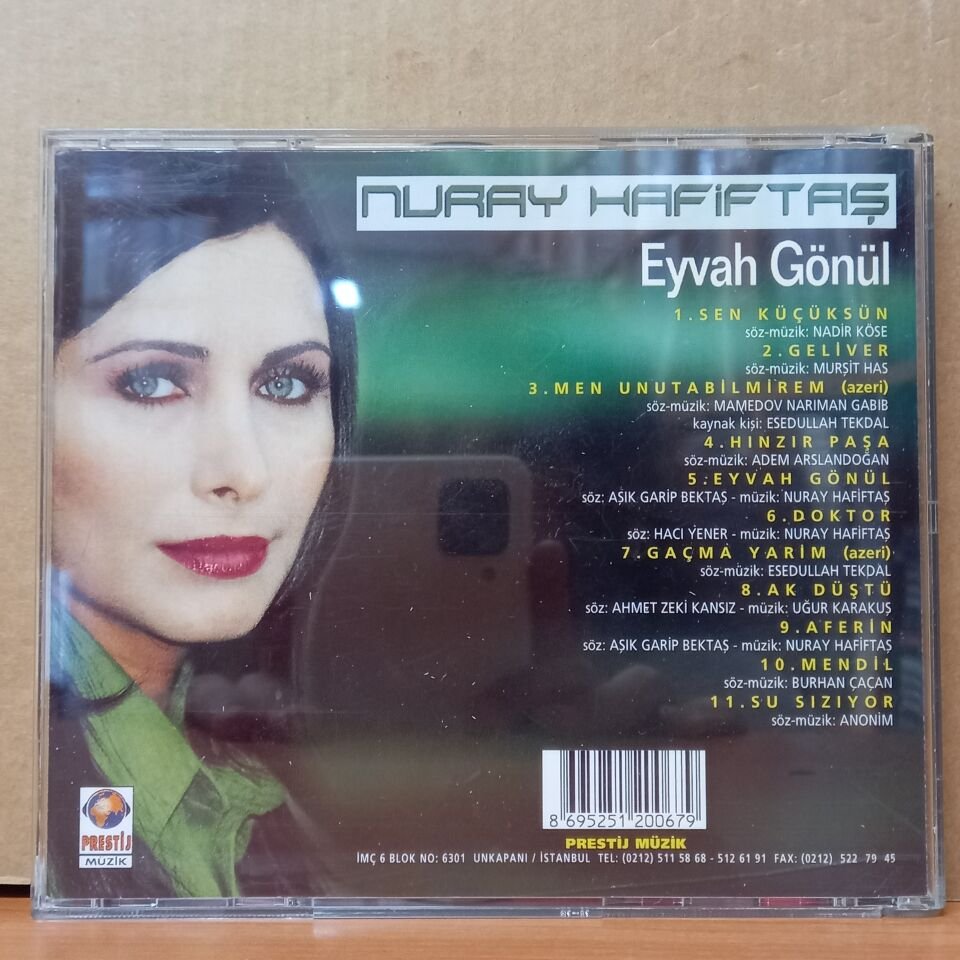 NURAY HAFİFTAŞ
Eyvah Gönül
1.SEN KÜÇÜKSÜN
söz-müzik: NADİR KÖSE
2.GELİVER
söz-müzik: MURŞİT HAS
3.MEN UNUTABİLMİREM (azeri)
söz-müzik: MAMEDOV NARIMAN GABIB
kaynak kişi: ESEDULLAH TEKDAL
4.HINZIR PAŞA
söz-müzik: ADEM ARSLANDOĞAN
5.EYVAH GÖNÜL
söz: AŞIK GARİP BEKTAŞ - müzik: NURAY HAFİFTAŞ
6.DOKTOR
söz: HACI YENER - müzik: NURAY HAFİFTAŞ
7.GAÇMA YARİM (azeri)
söz-müzik: ESEDULLAH TEKDAL
8.AK DÜŞTÜ
söz: AHMET ZEKİ KANSIZ - müzik: UĞUR KARAKUŞ
9.AFERİN
söz: AŞIK GARİP BEKTAŞ - müzik: NURAY HAFİFTAŞ
10.MENDİL
söz-müzik: BURHAN ÇAÇAN
11.SU SIZIYOR
söz-müzik: ANONİM
8 695251 200679
PRESTİJ
MÜZİK
PRESTİJ MÜZİK
İMÇ 6 BLOK NO: 6301 UNKAPANI / İSTANBUL TEL: (0212) 511 58 68 - 512 61 91 FAX: (0212) 522 79 45